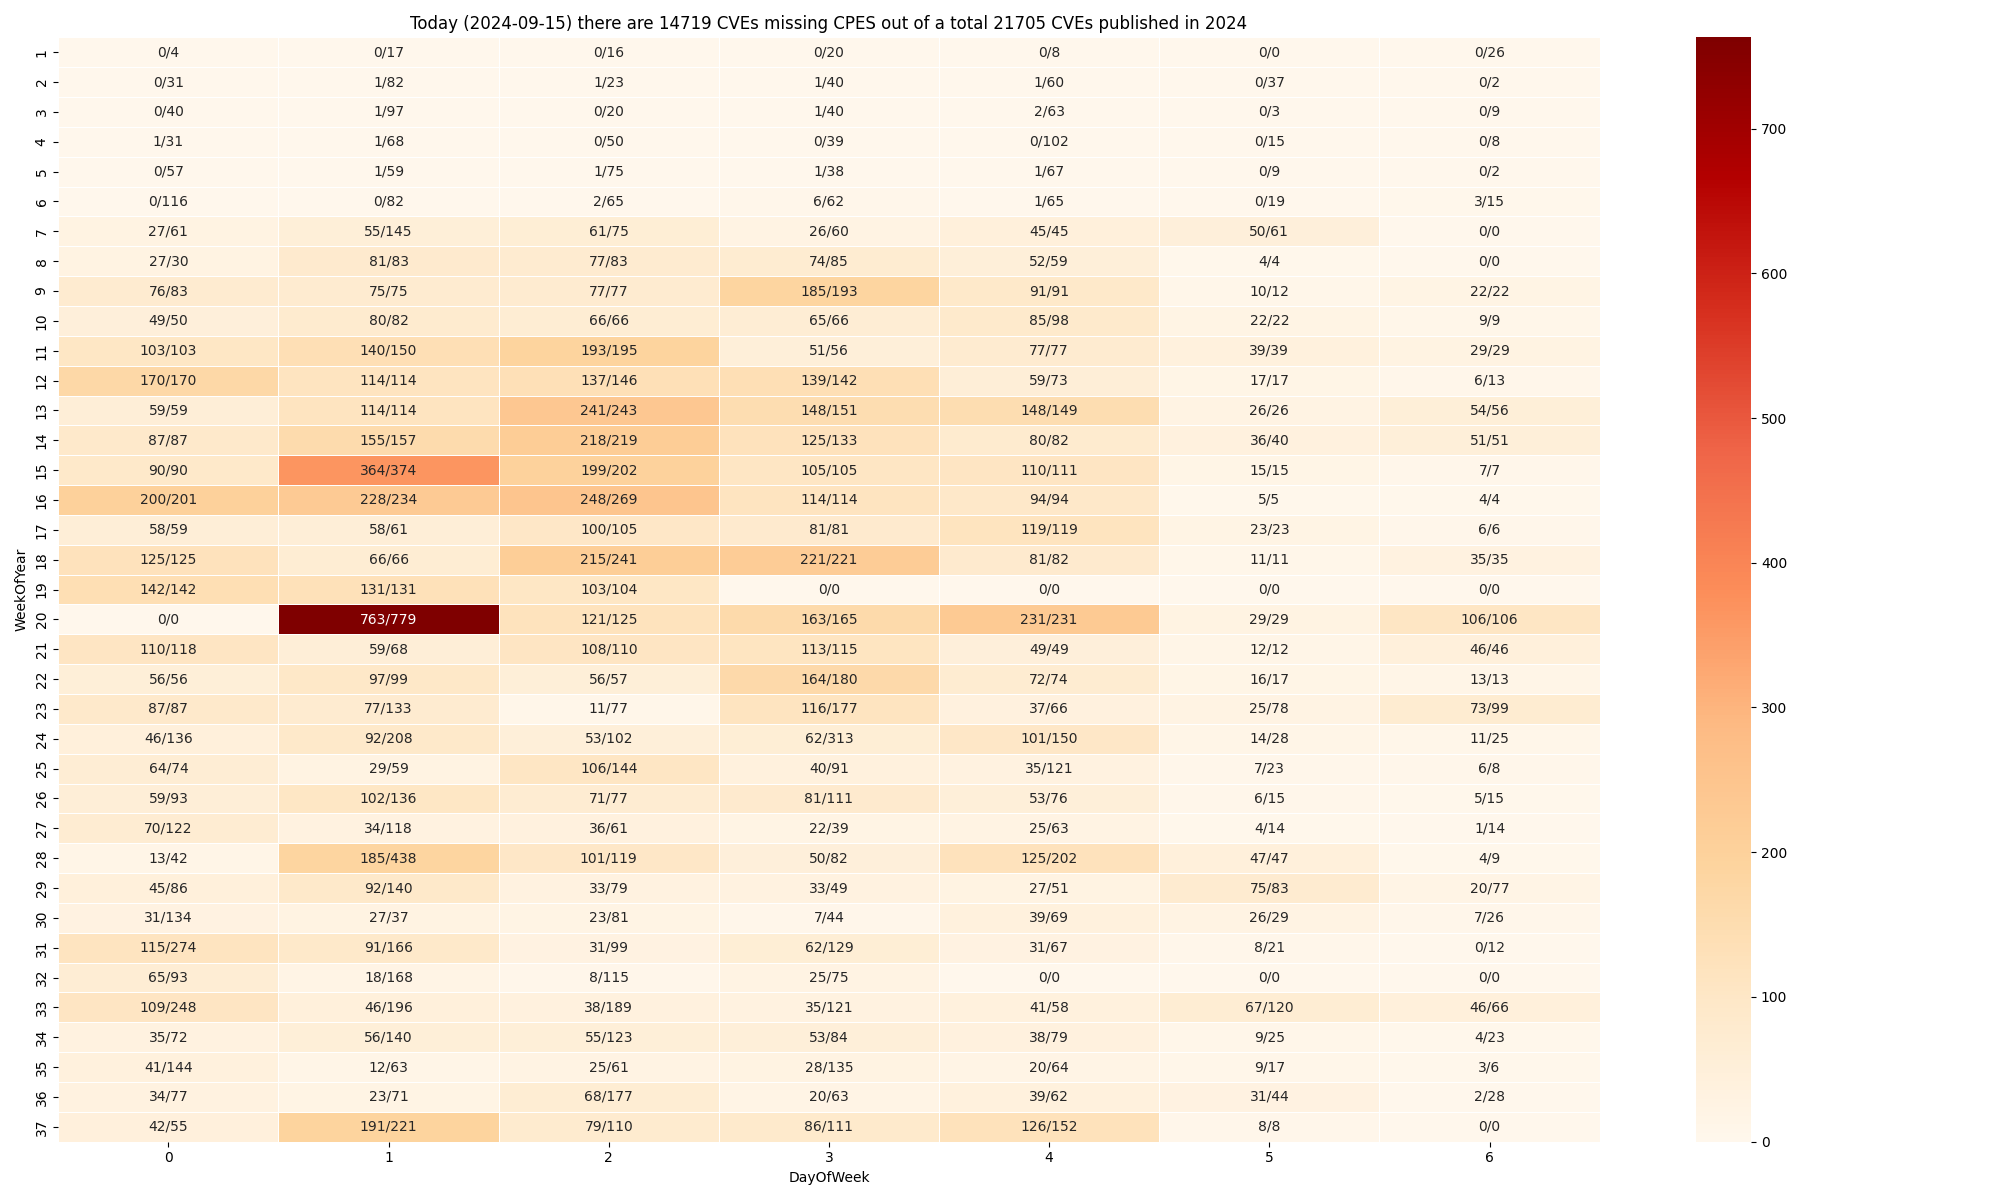 Today (2024-09-15) there are 14719 CVEs missing CPES out of a total 21705 CVEs published in 2024
1 0/4 0/17 0/16 0/20 0/8 0/0 0/26
2 0/31 1/82 1/23 1/40 1/60 0/37 0/2
3 0/40 1/97 0/20 1/40 2/63 0/3 0/9
4 1/31 1/68 0/50 0/39 0/102 0/15 0/8
5 0/57 1/59 1/75 1/38 1/67 0/9 0/2
6 0/116 0/82 2/65 6/62 1/65 0/19 3/15
7 27/61 55/145 61/75 26/60 45/45 50/61 0/0
8 27/30 81/83 77/83 74/85 52/59 4/4 0/0
9 76/83 75/75 77/77 185/193 91/91 10/12 22/22
10 49/50 80/82 66/66 65/66 85/98 22/22 9/9
11 103/103 140/150 193/195 51/56 77/77 39/39 29/29
12 170/170 114/114 137/146 139/142 59/73 17/17 6/13
13 59/59 114/114 241/243 148/151 148/149 26/26 54/56
14 87/87 155/157 218/219 125/133 80/82 36/40 51/51
15 90/90 364/374 199/202 105/105 110/111 15/15 7/7
16 200/201 228/234 248/269 114/114 94/94 5/5 4/4
17 58/59 58/61 100/105 81/81 119/119 23/23 6/6
18 125/125 66/66 215/241 221/221 81/82 11/11 35/35
19 142/142 131/131 103/104 0/0 0/0 0/0 0/0
20 0/0 763/779 121/125 163/165 231/231 29/29 106/106
21 110/118 59/68 108/110 113/115 49/49 12/12 46/46
22 56/56 97/99 56/57 164/180 72/74 16/17 13/13
23 87/87 77/133 11/77 116/177 37/66 25/78 73/99
24 46/136 92/208 53/102 62/313 101/150 14/28 11/25
25 64/74 29/59 106/144 40/91 35/121 7/23 6/8
26 59/93 102/136 71/77 81/111 53/76 6/15 5/15
27 70/122 34/118 36/61 22/39 25/63 4/14 1/14
28 13/42 185/438 101/119 50/82 125/202 47/47 4/9
29 45/86 92/140 33/79 33/49 27/51 75/83 20/77
30 31/134 27/37 23/81 7/44 39/69 26/29 7/26
31 115/274 91/166 31/99 62/129 31/67 8/21 0/12
32 65/93 18/168 8/115 25/75 0/0 0/0 0/0
33 109/248 46/196 38/189 35/121 41/58 67/120 46/66
34 35/72 56/140 55/123 53/84 38/79 9/25 4/23
35 41/144 12/63 25/61 28/135 20/64 9/17 3/6
36 34/77 23/71 68/177 20/63 39/62 31/44 2/28
37 42/55 191/221 79/110 86/111 126/152 8/8 0/0
0 1 2 3 4 5 6
DayOfWeek
WeekOfYear
700
600
500
400
300
200
100
0